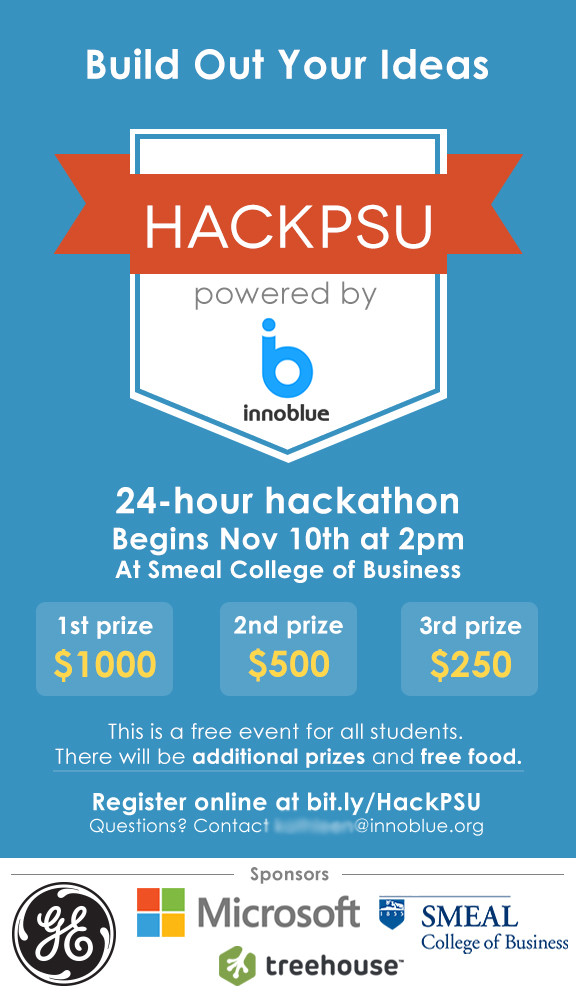 Build Out Your Ideas
HACKPSU
powered by
innoblue
24-hour hackathon
Begins Nov 10th at 2pm
At Smeal College of Business
1st prize
$1000
2nd prize
$500
3rd prize
$250
This is a free event for all students.
There will be additional prizes and free food.
Register online at bit.ly/HackPSU
Questions? Contact @innoblue.org
Sponsors
GE
Microsoft
1855
SMEAL
College of Business
treehouse™